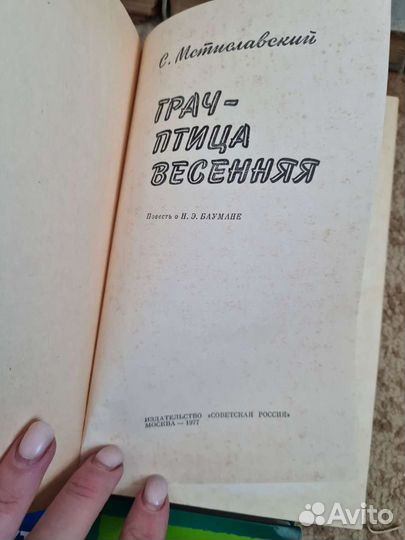 С. Мстиславский
ГРАЧ-
ПТИЦА
ВЕСЕННЯЯ
Повесть о Н. Э. БАУМАНЕ
ИЗДАТЕЛЬСТВО «СОВЕТСКАЯ РОССИЯ»
МОСКВА — 1977
Avito